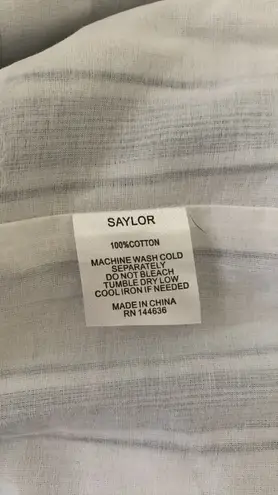 SAYLOR
100%COTTON
MACHINE WASH COLD
SEPARATELY
DO NOT BLEACH
TUMBLE DRY LOW
COOL IRON IF NEEDED
MADE IN CHINA
RN 144636